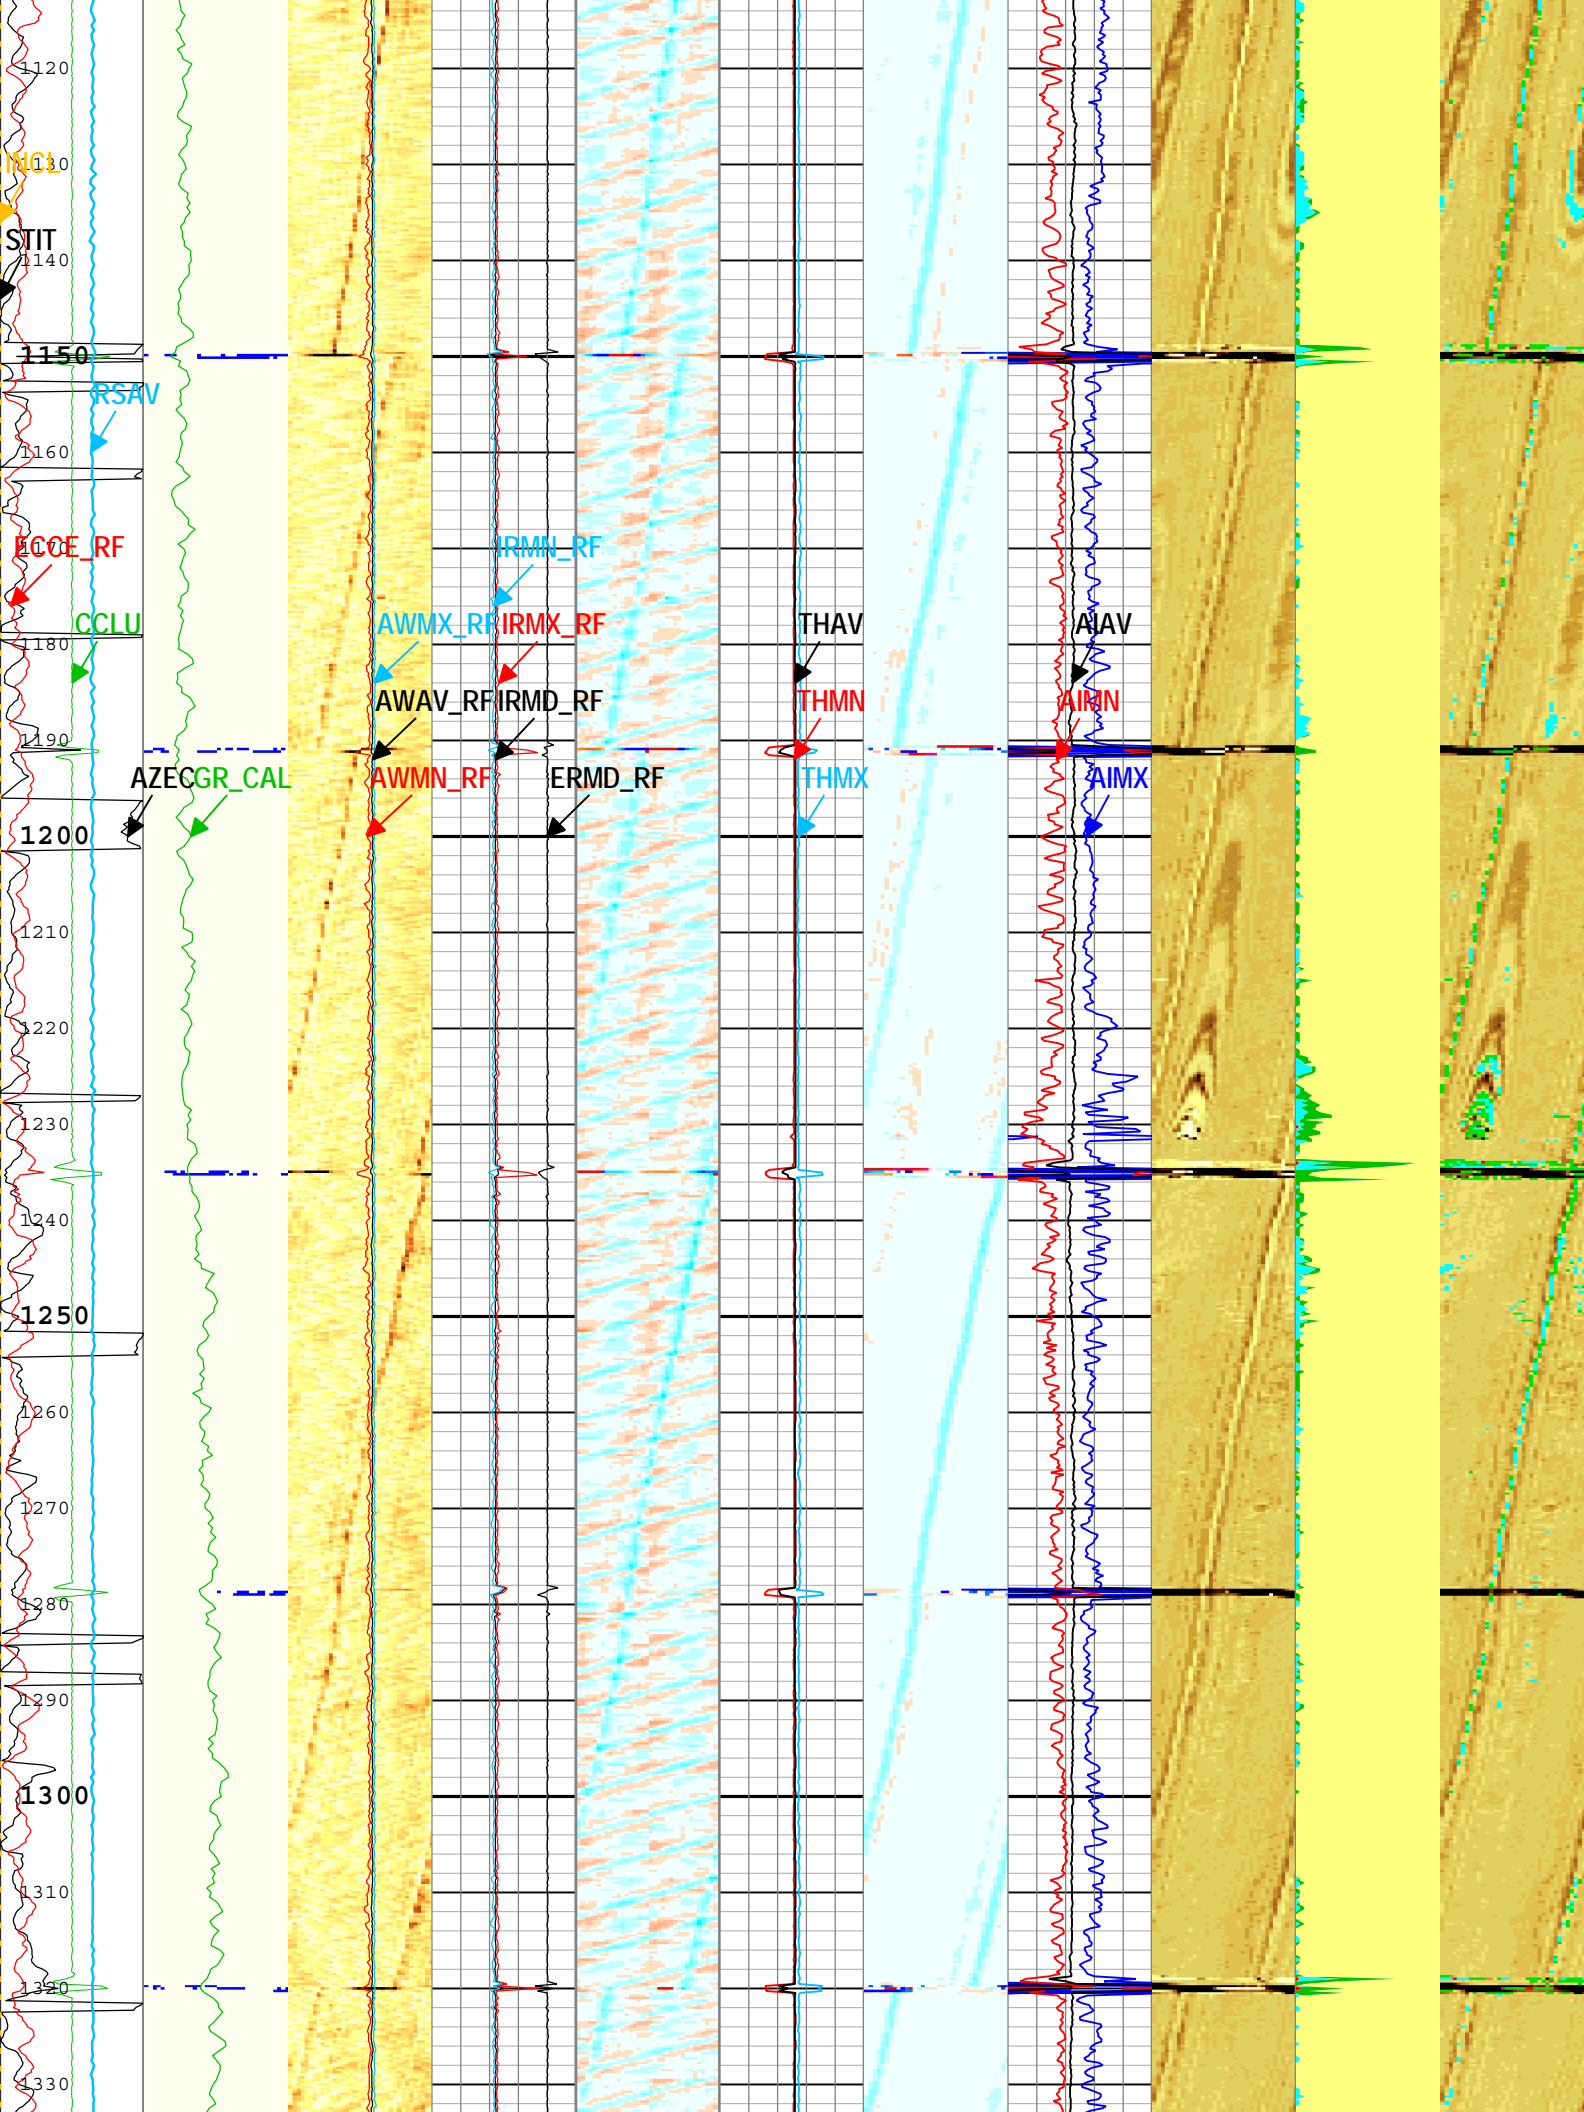 1120
1130
INCL
STIT
1140
1150
RSAV
1160
1170
ECCE_RF
IRMN_RF
CCLU
AWMX_RF
IRMX_RF
THAV
AIAV
1180
AWAV_RF
IRMD_RF
THMN
AIMN
1190
AZEC
GR_CAL
AWMN_RF
ERMD_RF
THMX
AIMX
1200
1210
1220
1230
1240
1250
1260
1270
1280
1290
1300
1310
1320
1330